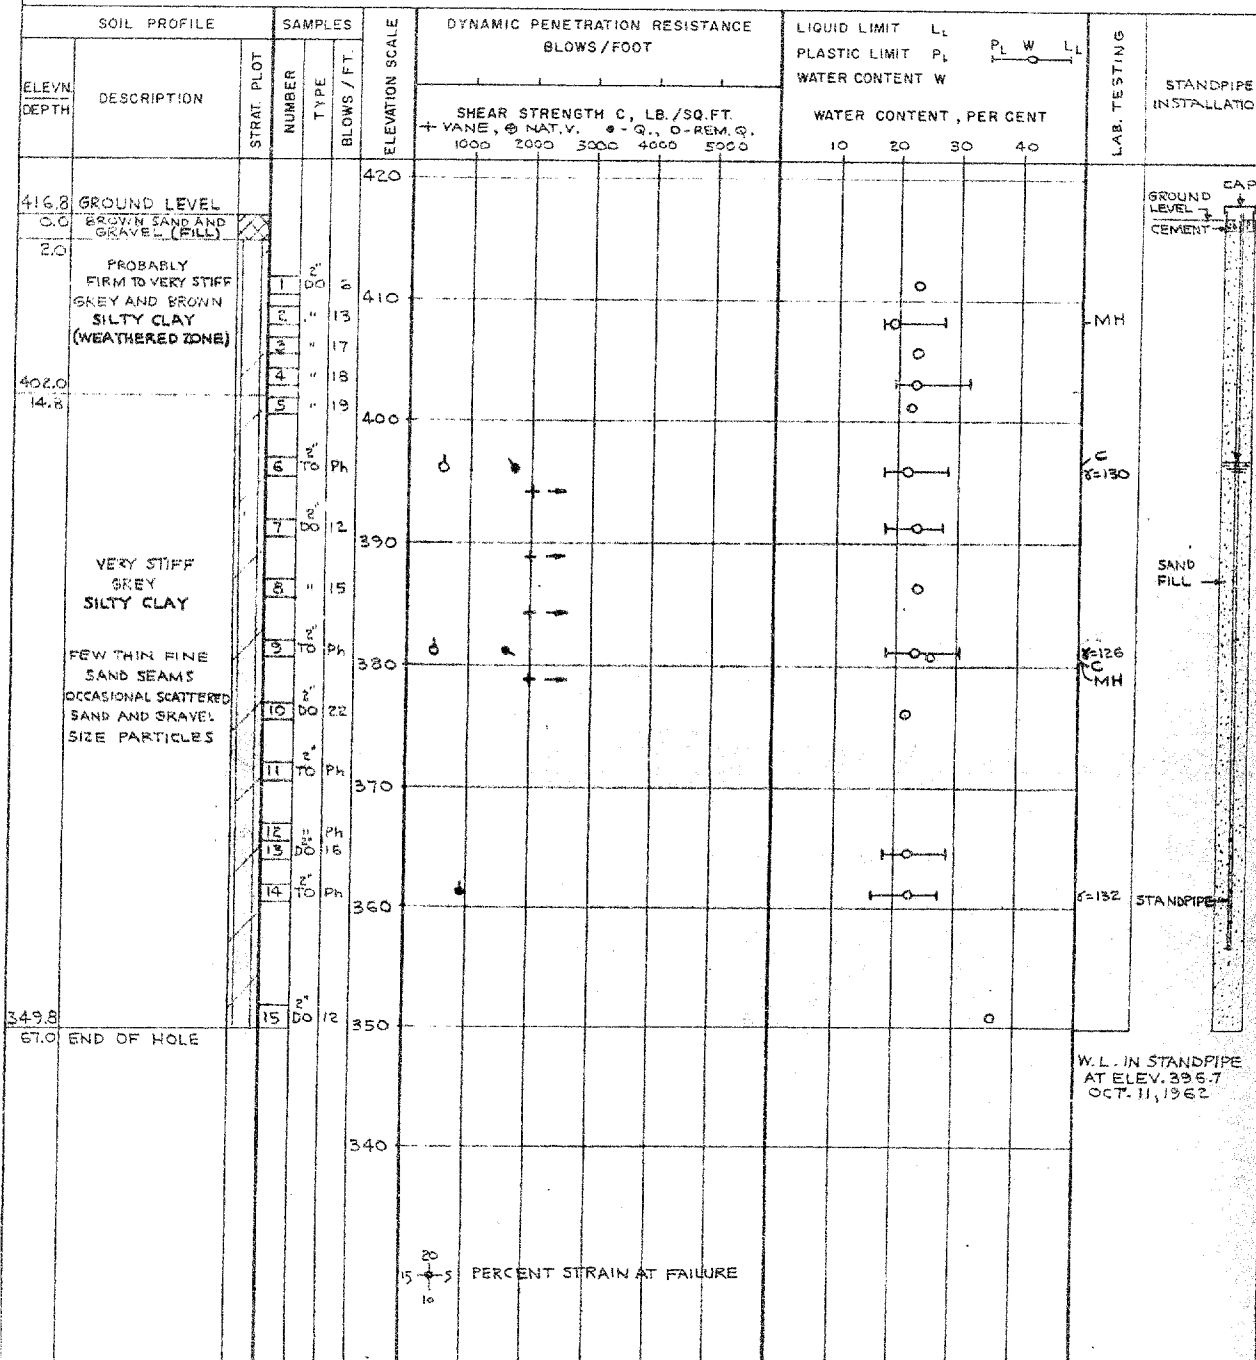 SOIL PROFILE
SAMPLES
ELEVATION SCALE
DYNAMIC PENETRATION RESISTANCE
BLOWS/FOOT
LIQUID LIMIT LL
PLASTIC LIMIT PL
WATER CONTENT W
PL W LL
LAB. TESTING
STANDPIPE
INSTALLATIO
ELEVN
DEPTH
DESCRIPTION
STRAT. PLOT
NUMBER
TYPE
BLOWS / FT.
SHEAR STRENGTH C, LB./SQ.FT.
+ VANE, ⊕ NAT.V. ●-Q., O-REM.Q.
1000 2000 3000 4000 5000
WATER CONTENT, PER CENT
10 20 30 40
420
416.8 GROUND LEVEL
0.0 BROWN SAND AND
GRAVEL (FILL)
2.0
CAP
GROUND
LEVEL
CEMENT
PROBABLY
FIRM TO VERY STIFF
GREY AND BROWN
SILTY CLAY
(WEATHERED ZONE)
1 2" DO
410
2 " 13
MH
3 " 17
4 " 18
402.0
14.8
5 " 19
400
6 2" TO Ph
C
γ=130
7 2" DO 12
390
VERY STIFF
GREY
SILTY CLAY
8 " 15
SAND
FILL
9 2" TO Ph
γ=126
380
C
MH
FEW THIN FINE
SAND SEAMS
OCCASIONAL SCATTERED
SAND AND GRAVEL
SIZE PARTICLES
10 2" DO 22
11 2" TO Ph
370
12 " Ph
13 DO 16
14 2" TO Ph
γ=132
STANDPIPE
360
15 2" DO 12
349.8
350
67.0 END OF HOLE
W.L. IN STANDPIPE
AT ELEV. 396.7
OCT. 11, 1962
340
20
15 5 PERCENT STRAIN AT FAILURE
10